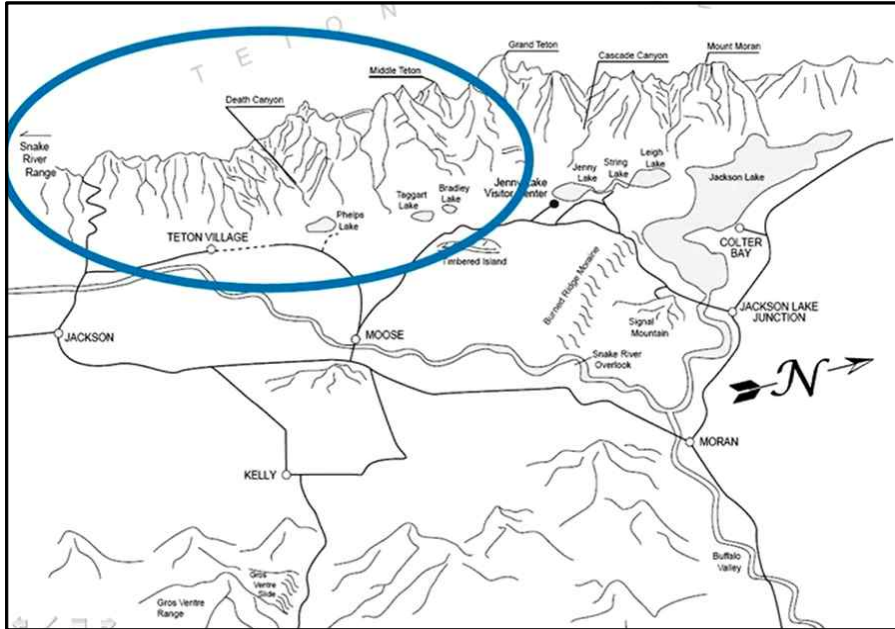 T E T O N
Grand Teton
Cascade Canyon
Mount Moran
Middle Teton
Death Canyon
Snake
River
Range
Jenny
Lake
String
Lake
Leigh
Lake
Jackson Lake
Jenny Lake
Visitor Center
Bradley
Lake
Taggart
Lake
Phelps
Lake
TETON VILLAGE
Timbered Island
COLTER
BAY
Burned Ridge Moraine
Signal
Mountain
JACKSON LAKE
JUNCTION
JACKSON
MOOSE
Snake River
Overlook
N
MORAN
KELLY
Buffalo
Valley
Gros
Ventre
Slide
Gros Ventre
Range